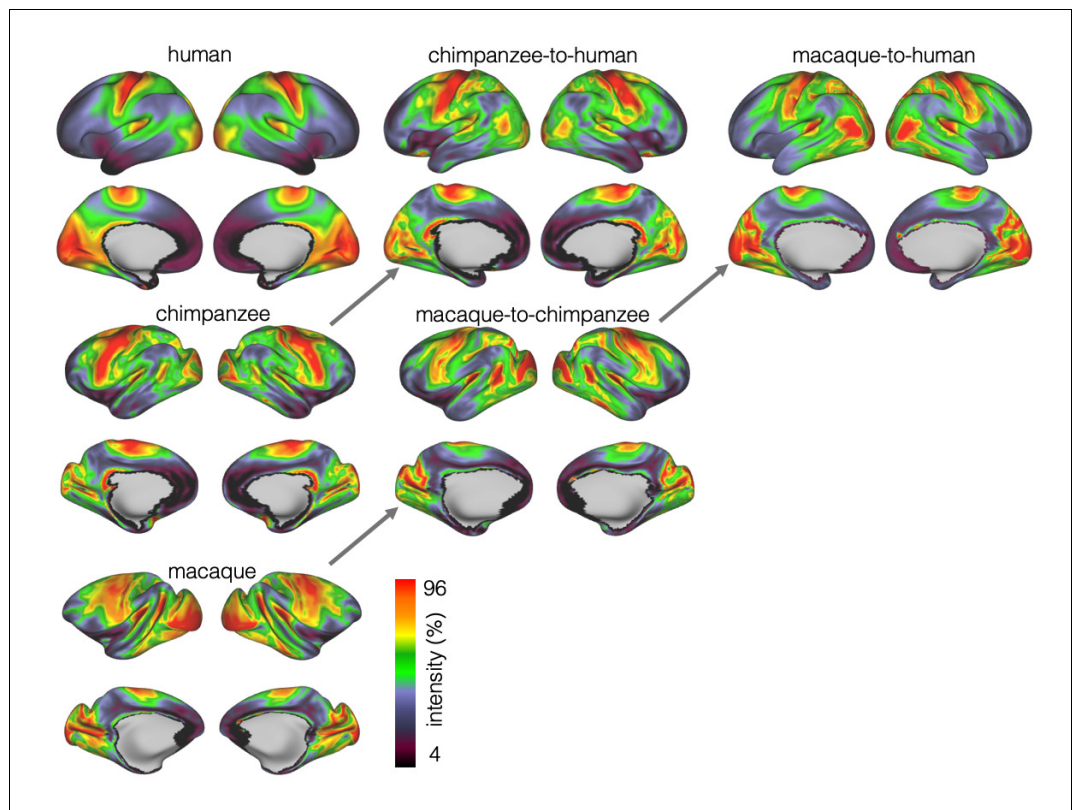 human
chimpanzee-to-human
macaque-to-human
chimpanzee
macaque-to-chimpanzee
macaque
96
intensity (%)
4